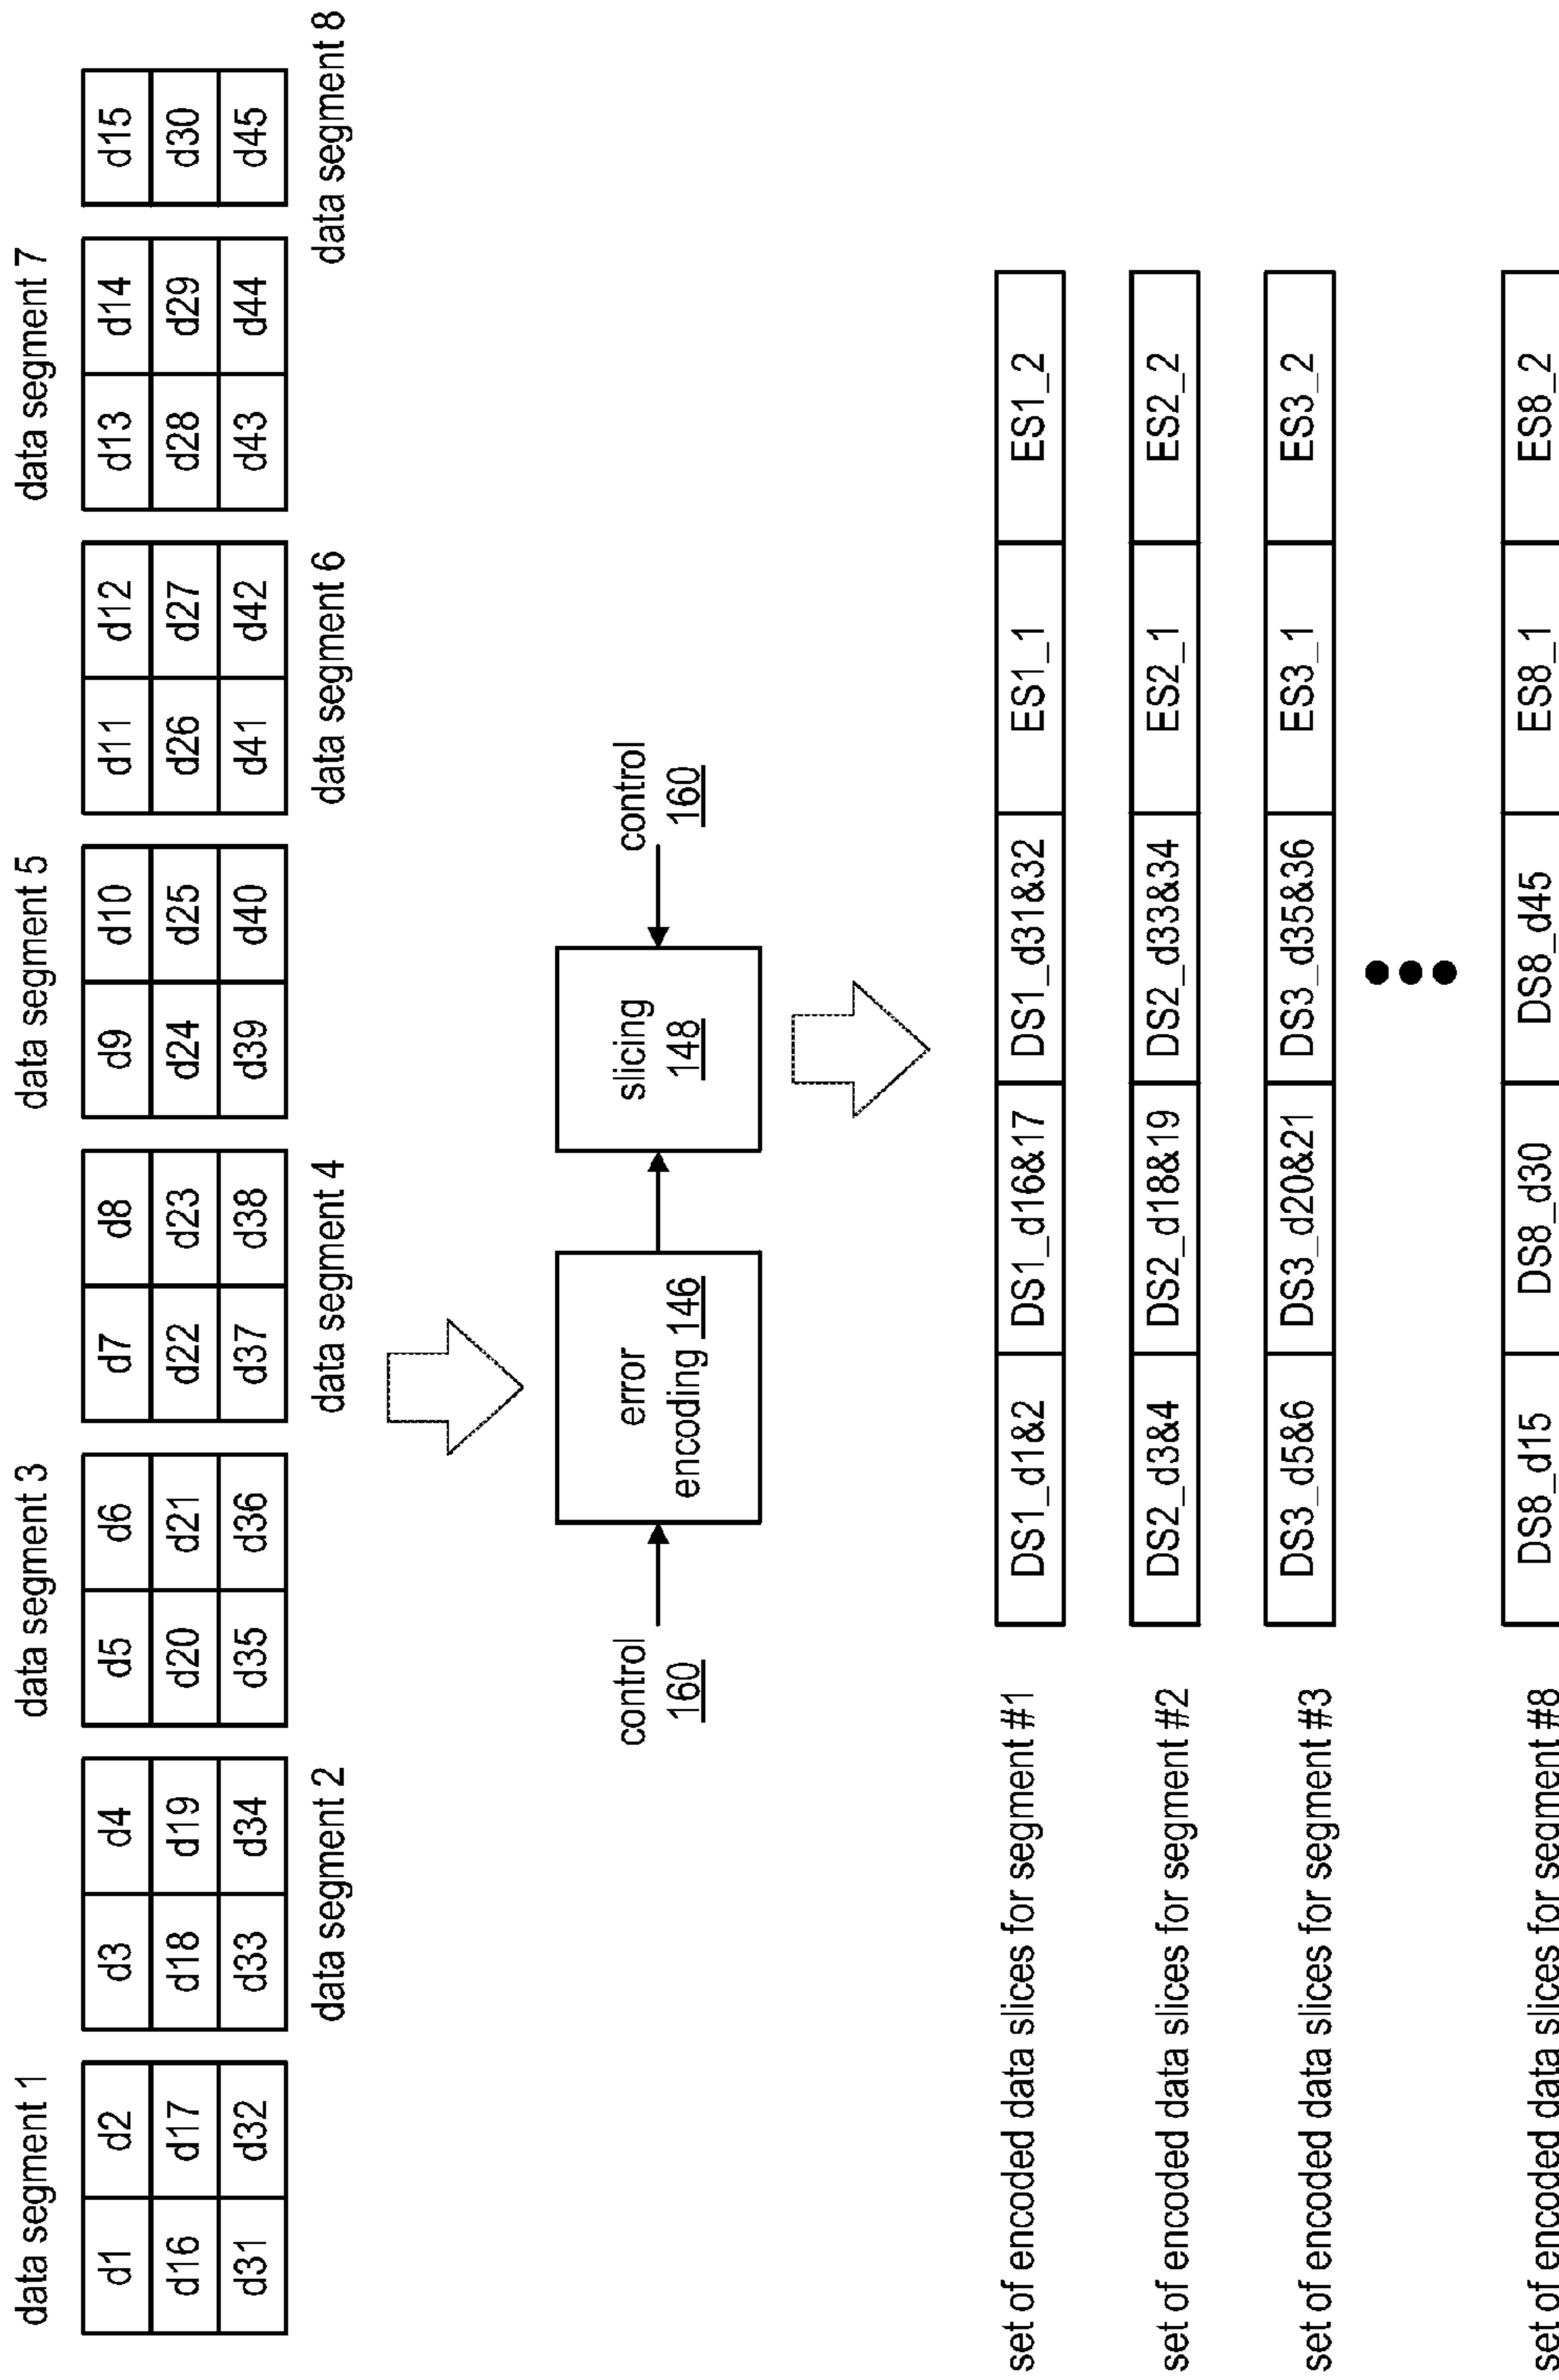 data segment 1
data segment 3
data segment 5
data segment 7
d1 d2 d3 d4 d5 d6 d7 d8 d9 d10 d11 d12 d13 d14 d15
d16 d17 d18 d19 d20 d21 d22 d23 d24 d25 d26 d27 d28 d29 d30
d31 d32 d33 d34 d35 d36 d37 d38 d39 d40 d41 d42 d43 d44 d45
data segment 2
data segment 4
data segment 6
data segment 8
control
160
error
encoding 146
slicing
148
control
160
set of encoded data slices for segment #1
DS1_d1&2 DS1_d16&17 DS1_d31&32 ES1_1 ES1_2
set of encoded data slices for segment #2
DS2_d3&4 DS2_d18&19 DS2_d33&34 ES2_1 ES2_2
set of encoded data slices for segment #3
DS3_d5&6 DS3_d20&21 DS3_d35&36 ES3_1 ES3_2
set of encoded data slices for segment #8
DS8_d15 DS8_d30 DS8_d45 ES8_1 ES8_2